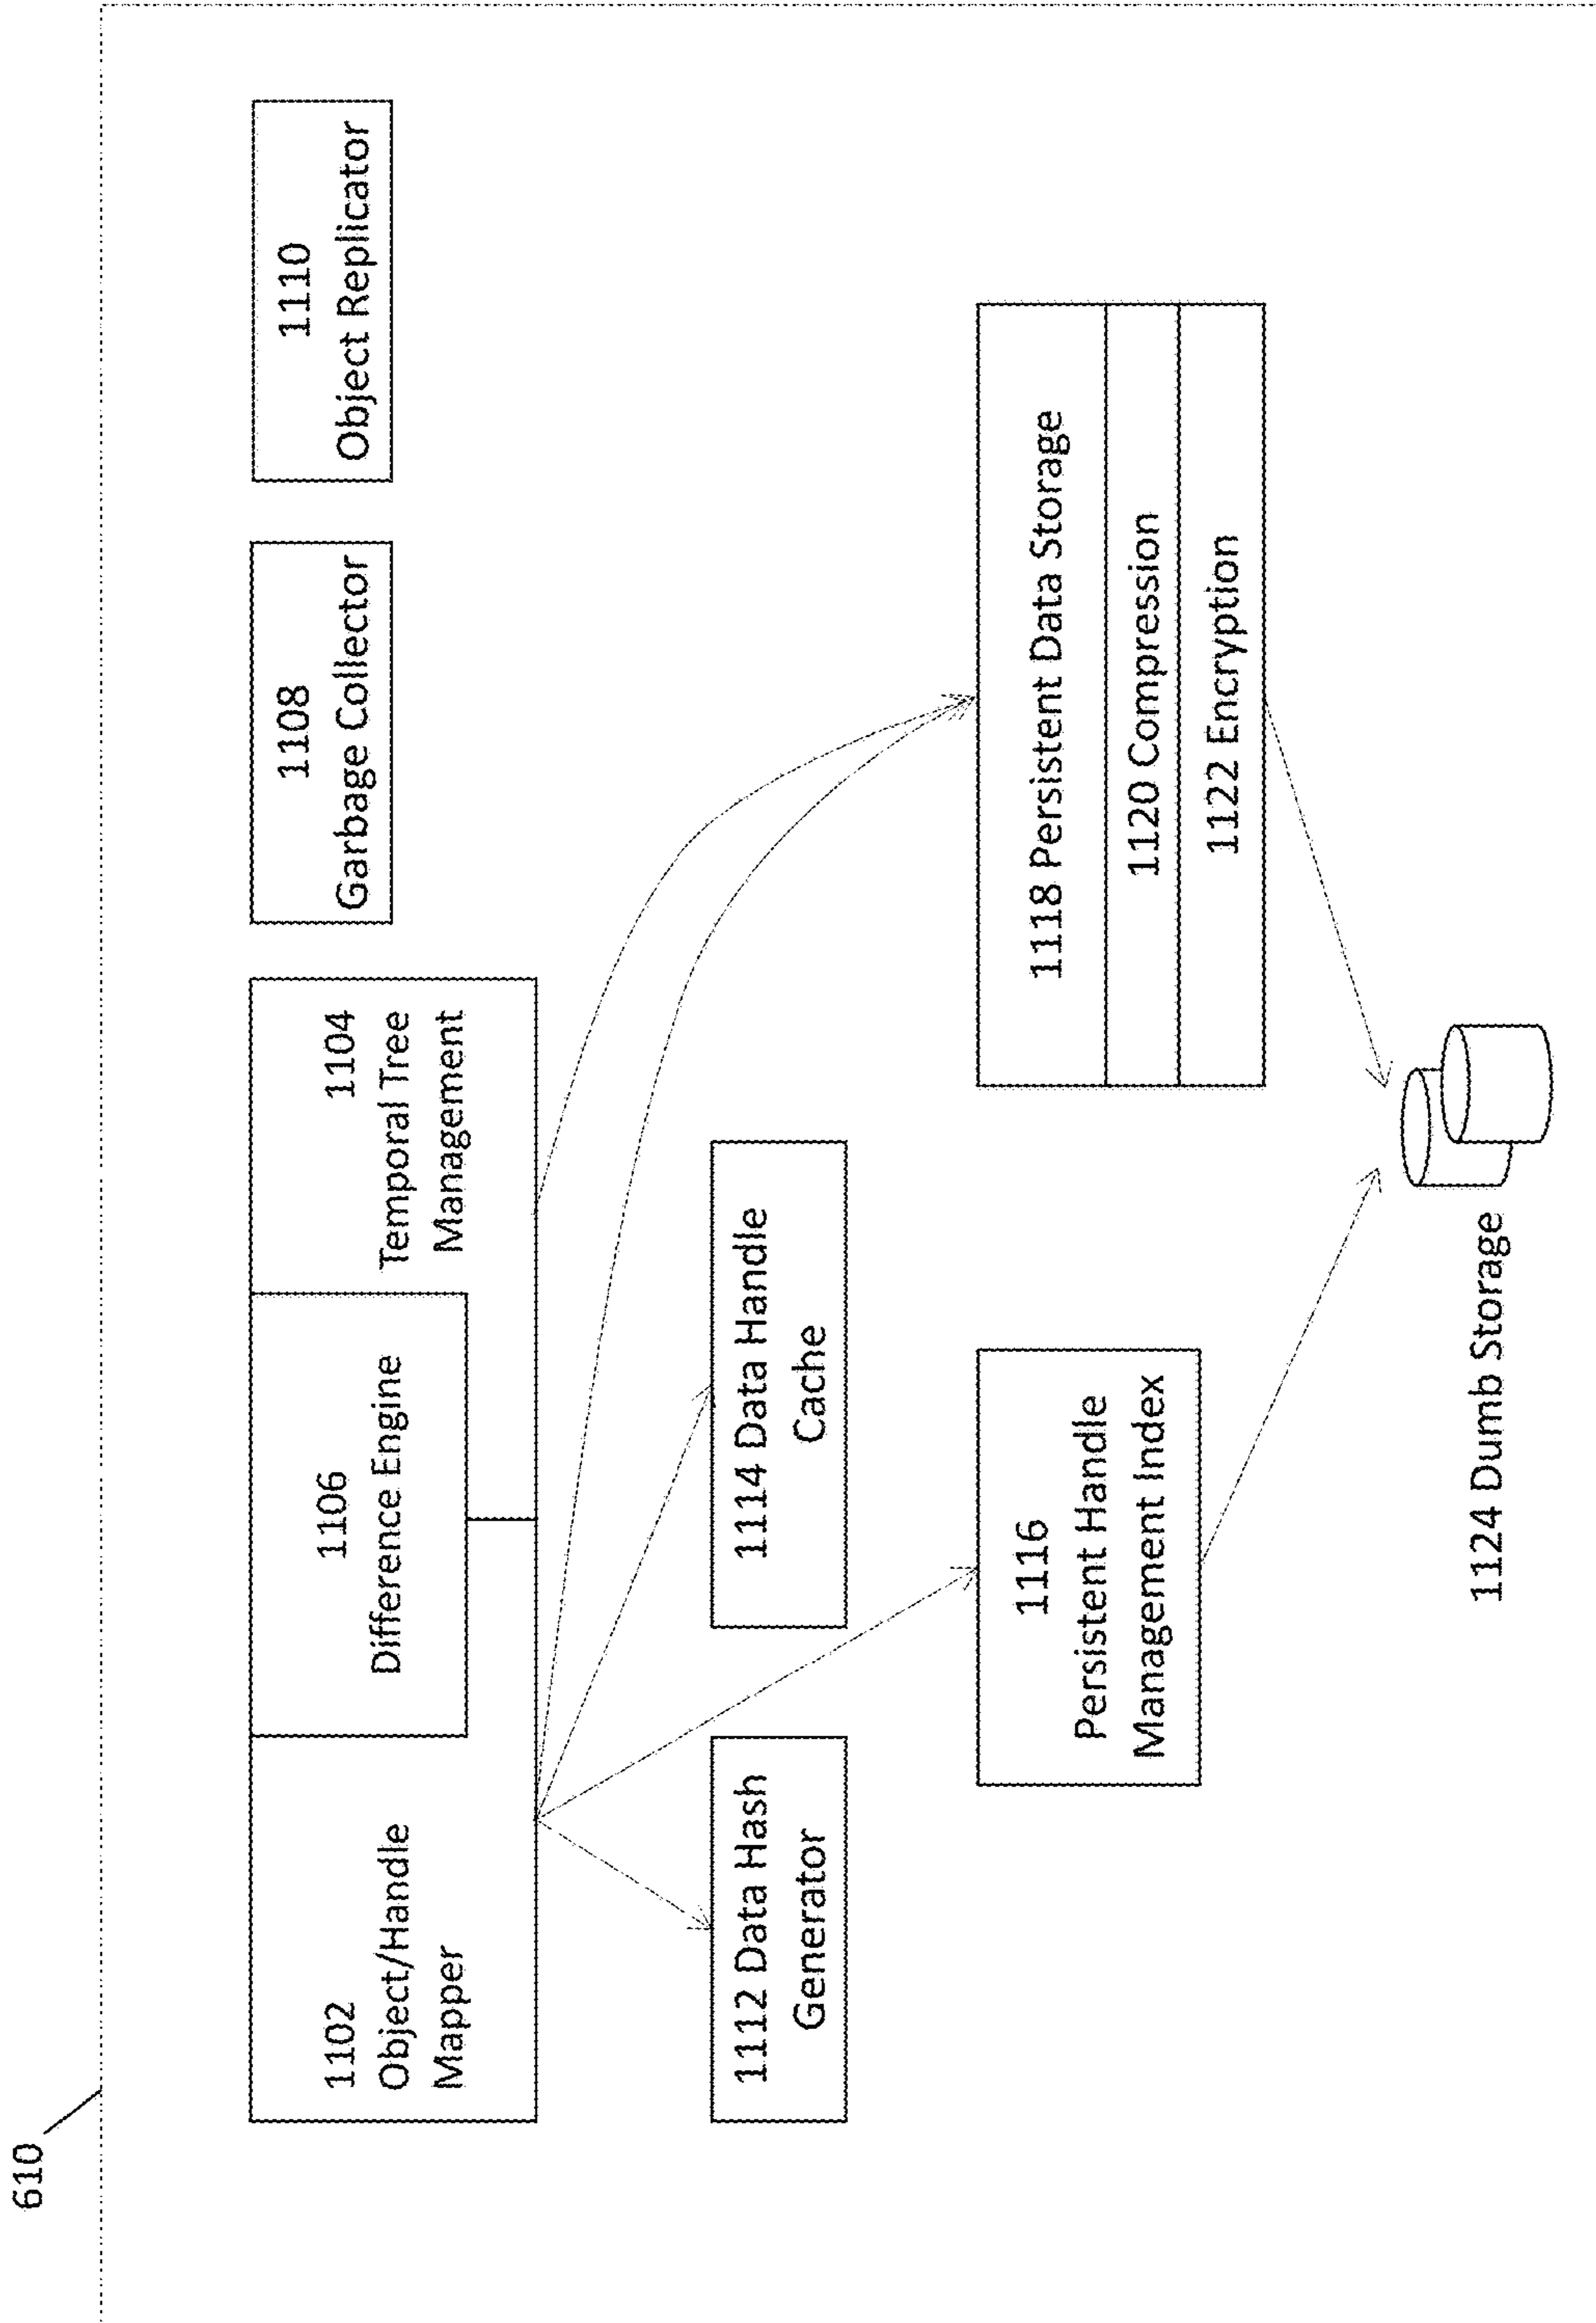 610
1102
Object/Handle
Mapper
1106
Difference Engine
1104
Temporal Tree
Management
1108
Garbage Collector
1110
Object Replicator
1112 Data Hash
Generator
1114 Data Handle
Cache
1116
Persistent Handle
Management Index
1118 Persistent Data Storage
1120 Compression
1122 Encryption
1124 Dumb Storage